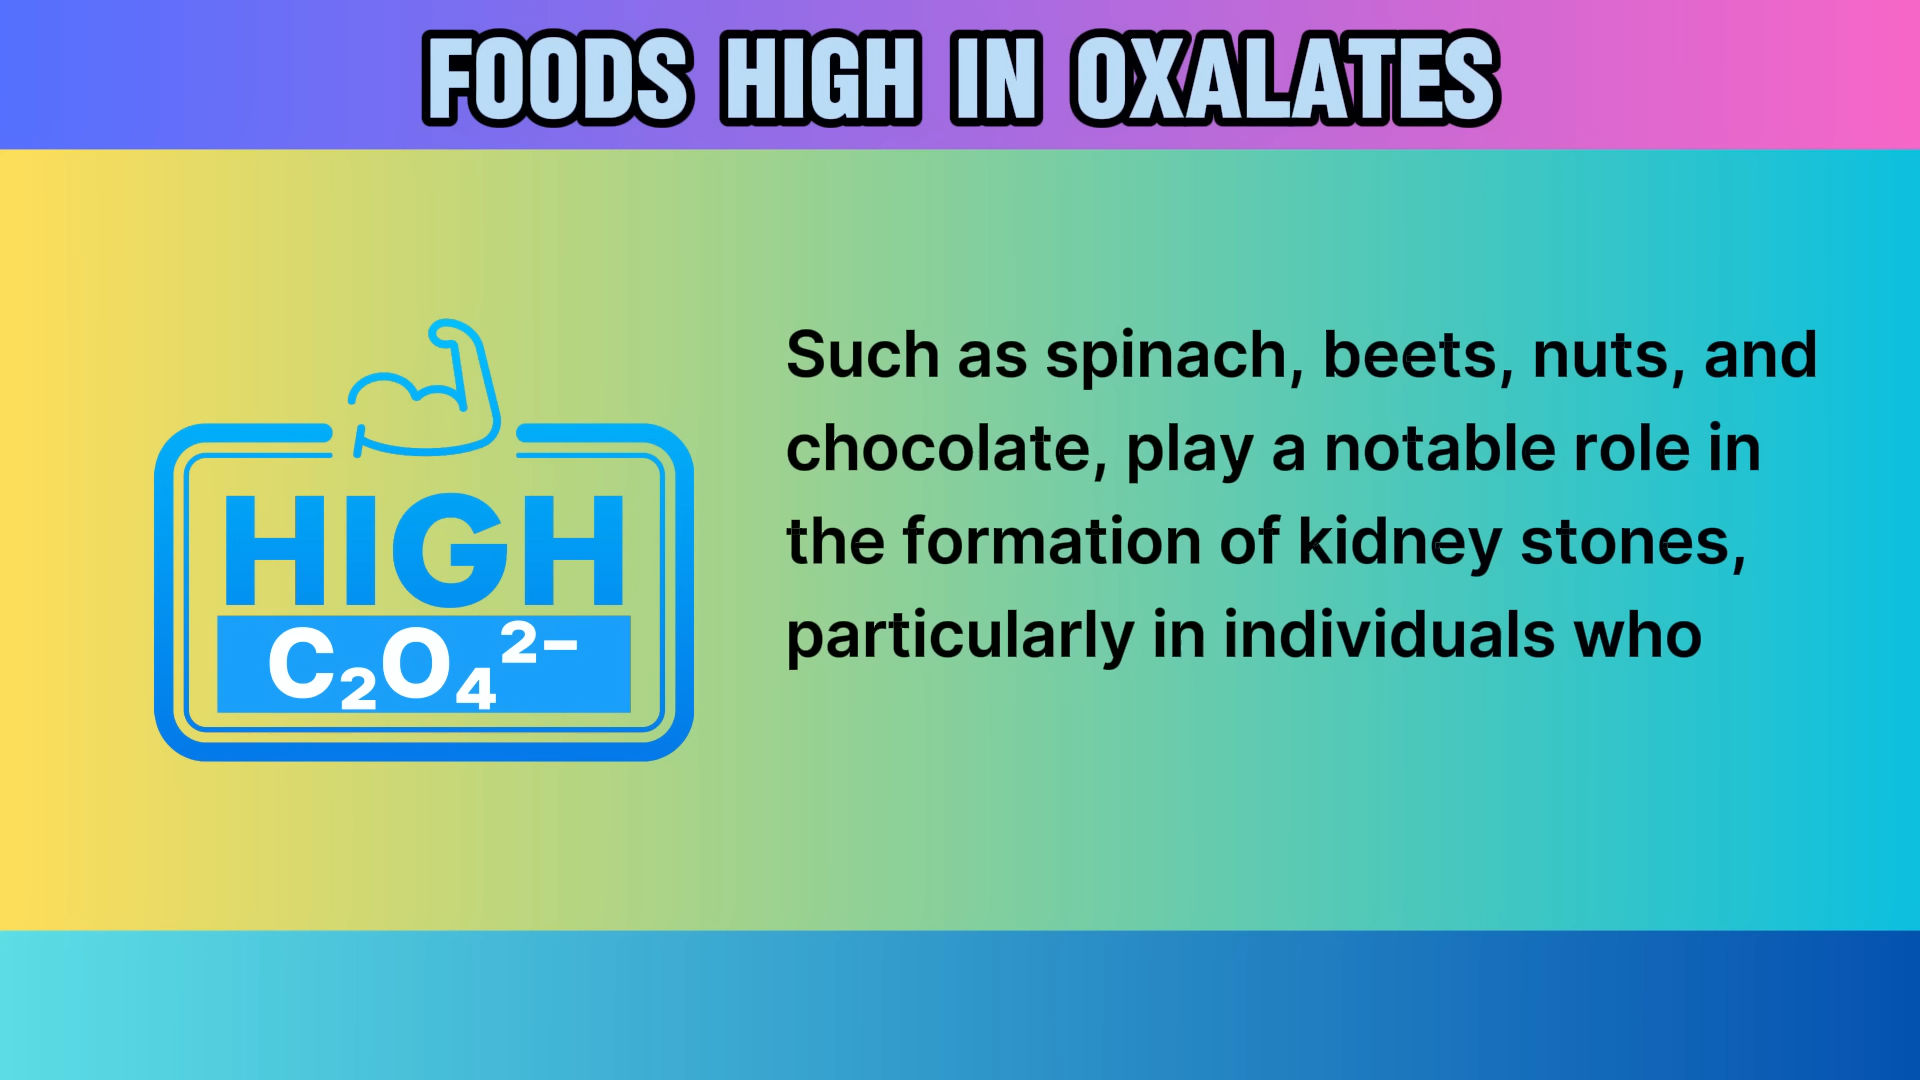 FOODS HIGH IN OXALATES
HIGH
C₂O₄²⁻
Such as spinach, beets, nuts, and
chocolate, play a notable role in
the formation of kidney stones,
particularly in individuals who